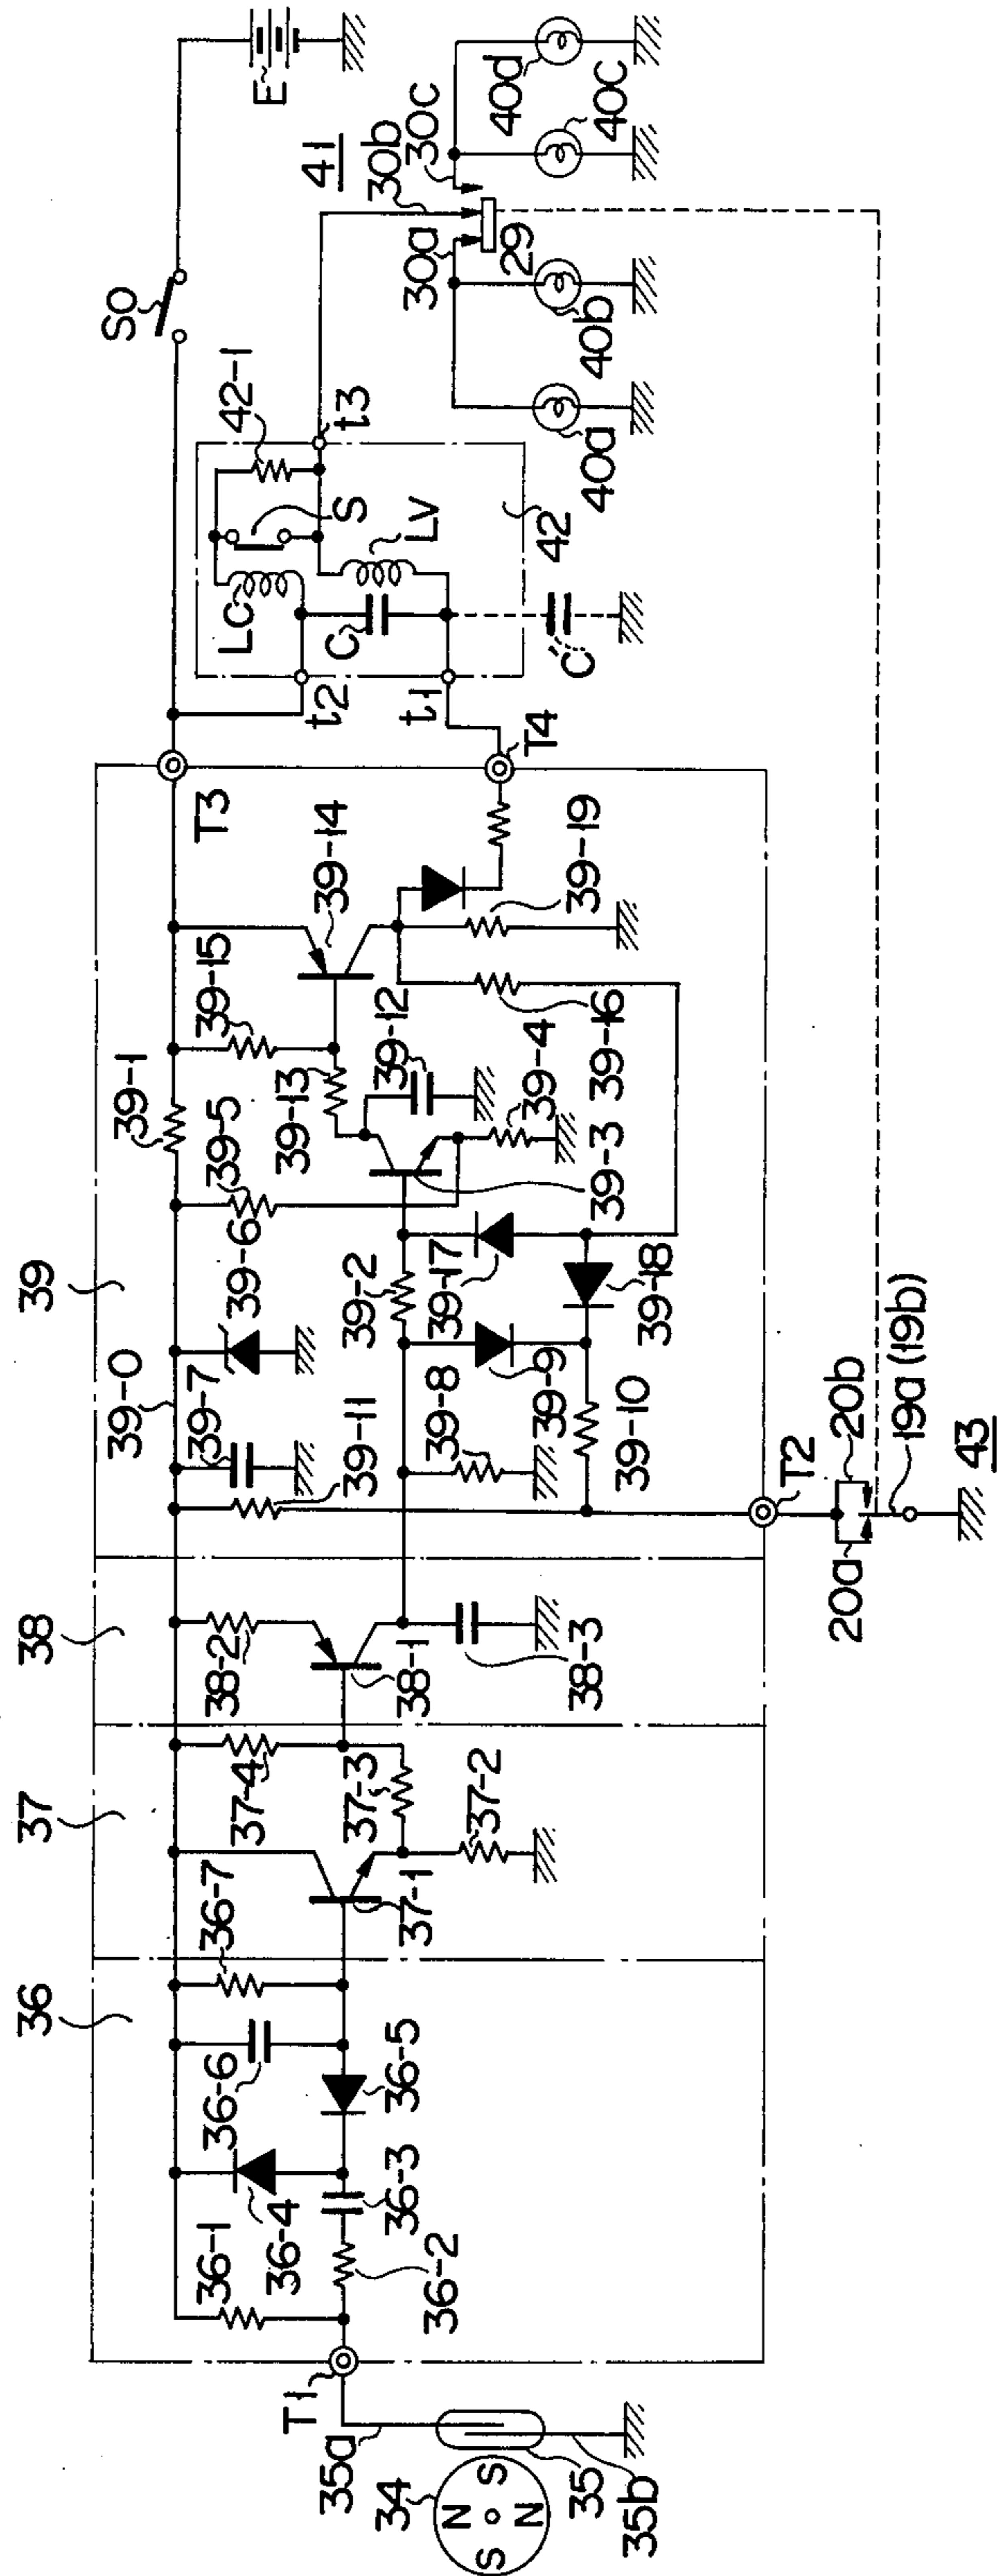 36
37
38
39
T1
35a
34
N
S
S
N
35
35b
36-1
36-2
36-4
36-3
36-6
36-5
36-7
37-1
37-4
37-3
37-2
38-2
38-1
38-3
39-0
39-7
39-11
39-6
39-5
39-1
39-2
39-8
39-9
39-10
39-17
39-18
39-3
39-16
39-4
39-13
39-12
39-15
39-14
39-19
T3
T4
T2
20a
20b
19a (19b)
43
t2
t1
LC
C
C'
LV
S
42
42-1
t3
SO
E
41
30a
30b
30c
29
40a
40b
40c
40d